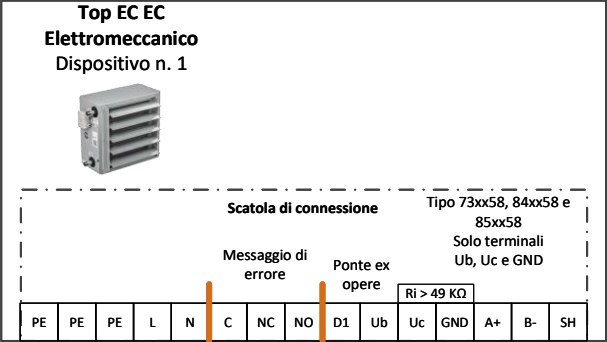 Top EC EC
Elettromeccanico
Dispositivo n. 1
Scatola di connessione
Tipo 73xx58, 84xx58 e
85xx58
Solo terminali
Ub, Uc e GND
Messaggio di
errore
Ponte ex
opere
Ri > 49 KΩ
PE PE PE L N C NC NO D1 Ub Uc GND A+ B- SH